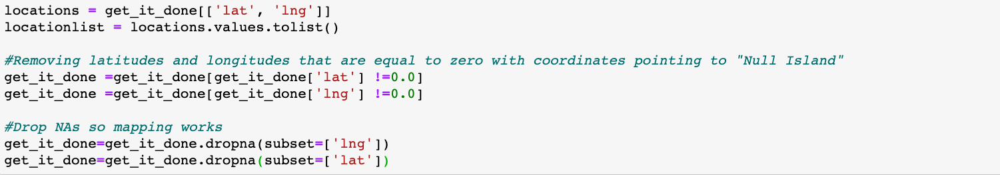 locations = get_it_done[['lat', 'lng']]
locationlist = locations.values.tolist()
#Removing latitudes and longitudes that are equal to zero with coordinates pointing to "Null Island"
get_it_done =get_it_done[get_it_done['lat'] !=0.0]
get_it_done =get_it_done[get_it_done['lng'] !=0.0]
#Drop NAs so mapping works
get_it_done=get_it_done.dropna(subset=['lng'])
get_it_done=get_it_done.dropna(subset=['lat'])